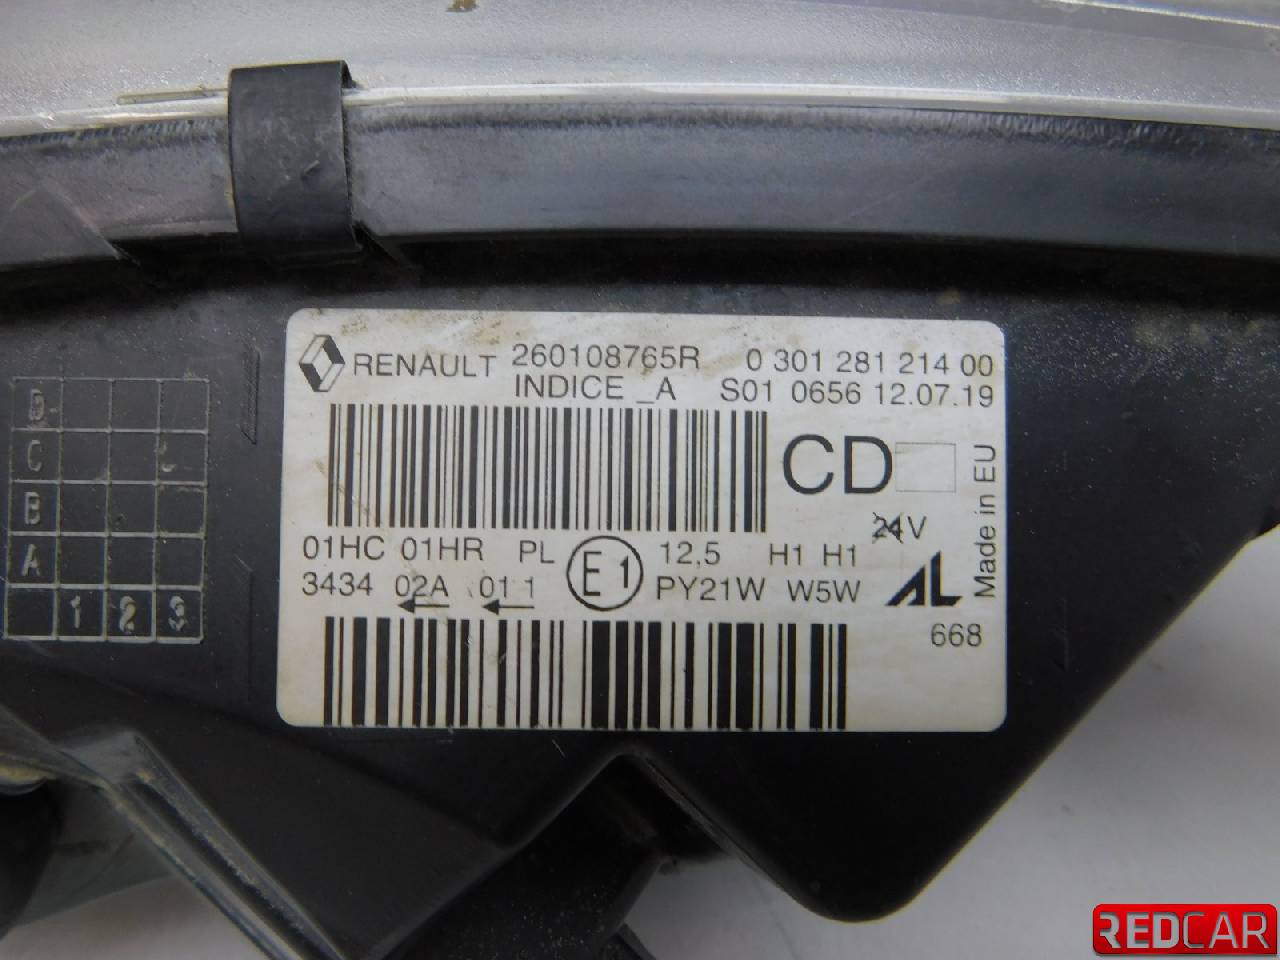 RENAULT 260108765R 0 301 281 214 00
INDICE _A S01 0656 12.07.19
CD
Made in EU
24V
01HC 01HR PL E1 12,5 H1 H1
3434 02A 01 1 PY21W W5W AL
668
D
C
B
A
1 2 3
REDCAR